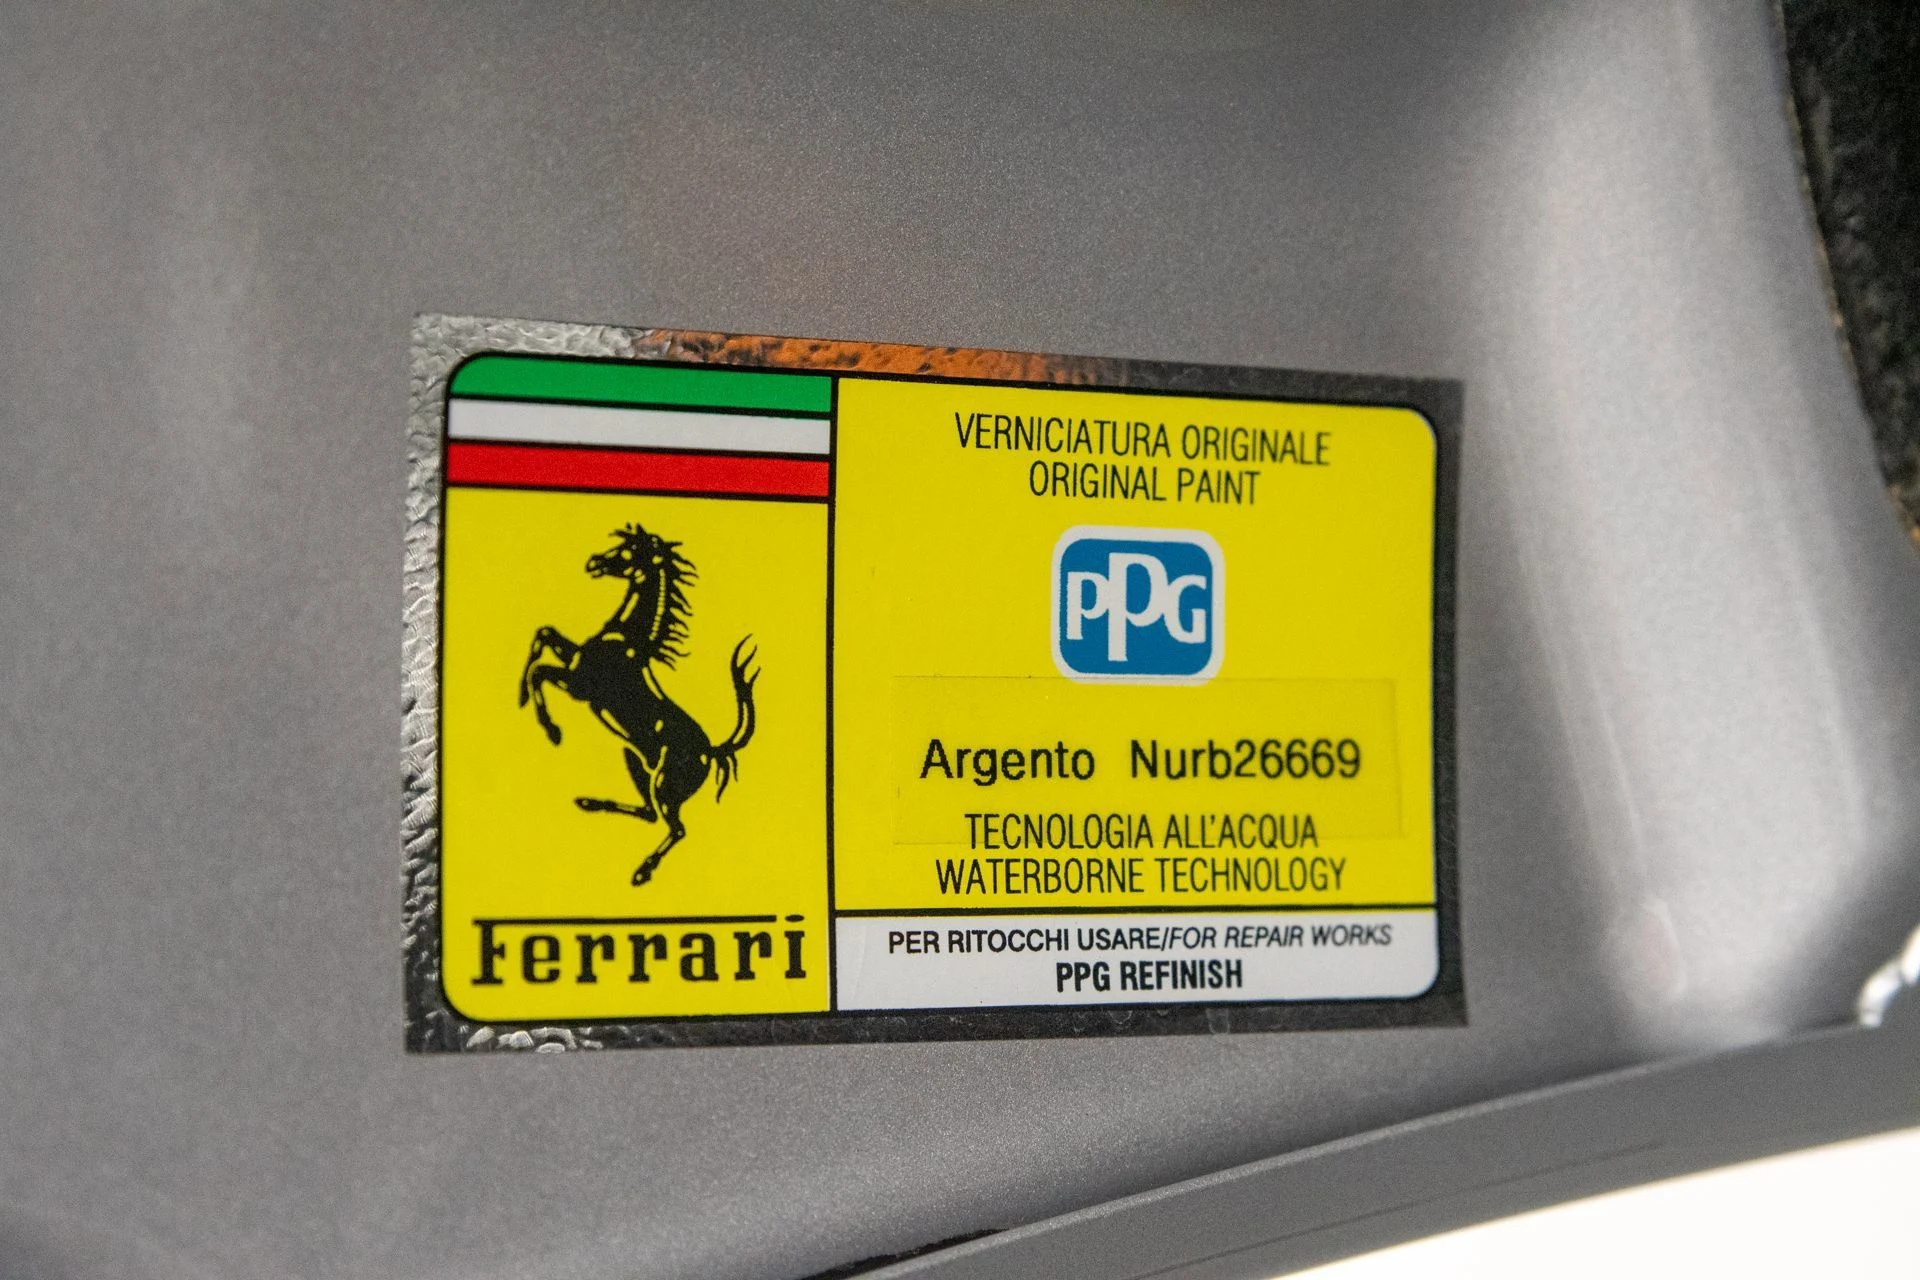 VERNICIATURA ORIGINALE
ORIGINAL PAINT
PPG
Argento Nurb26669
TECNOLOGIA ALL'ACQUA
WATERBORNE TECHNOLOGY
Ferrari
PER RITOCCHI USARE/FOR REPAIR WORKS
PPG REFINISH